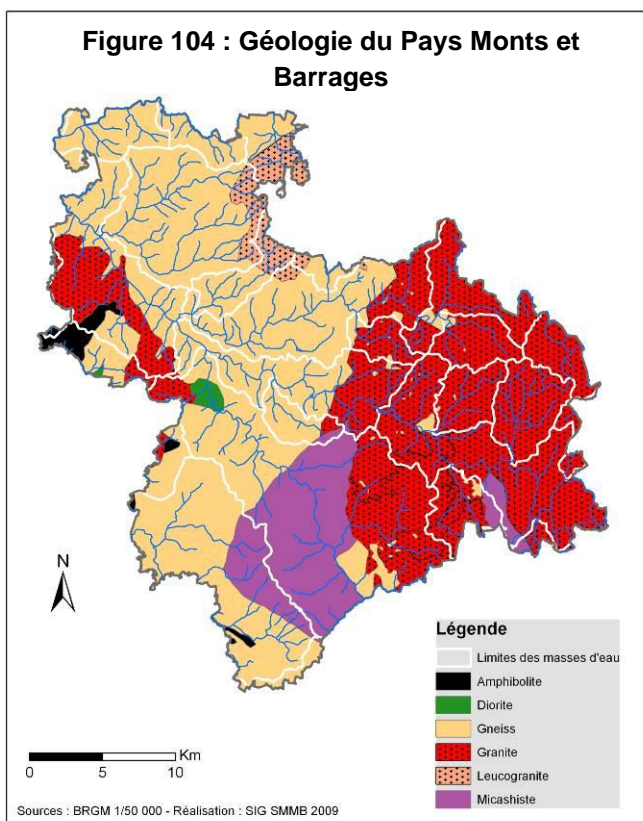 Figure 104 : Géologie du Pays Monts et
Barrages
N
Km
0 5 10
Légende
Limites des masses d'eau
Amphibolite
Diorite
Gneiss
Granite
Leucogranite
Micashiste
Sources : BRGM 1/50 000 - Réalisation : SIG SMMB 2009